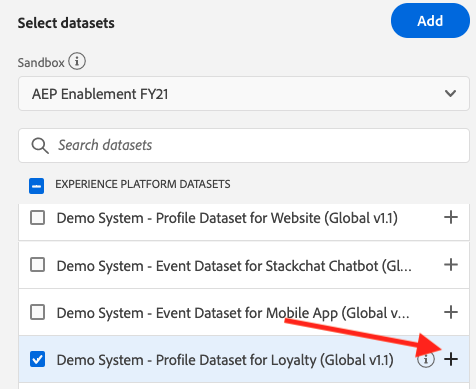 Select datasets
Add
Sandbox
AEP Enablement FY21
Search datasets
EXPERIENCE PLATFORM DATASETS
Demo System - Profile Dataset for Website (Global v1.1)
Demo System - Event Dataset for Stackchat Chatbot (Gl...
Demo System - Event Dataset for Mobile App (Global v...
Demo System - Profile Dataset for Loyalty (Global v1.1)